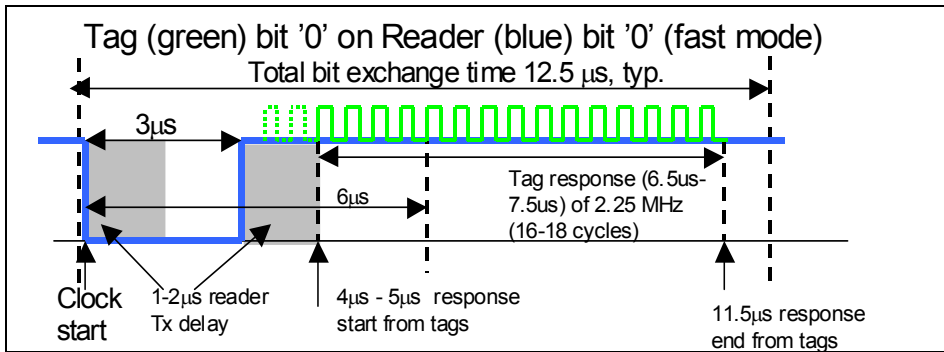 Tag (green) bit '0' on Reader (blue) bit '0' (fast mode)
Total bit exchange time 12.5 µs, typ.
3µs
6µs
Tag response (6.5us-
7.5us) of 2.25 MHz
(16-18 cycles)
Clock
start
1-2µs reader
Tx delay
4µs - 5µs response
start from tags
11.5µs response
end from tags